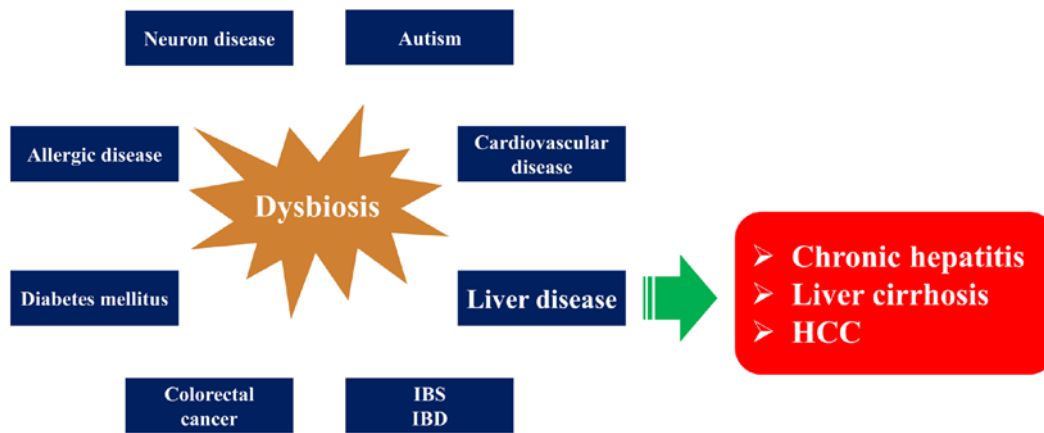 Neuron disease
Autism
Allergic disease
Cardiovascular
disease
Dysbiosis
Diabetes mellitus
Liver disease
Chronic hepatitis
Liver cirrhosis
HCC
Colorectal
cancer
IBS
IBD